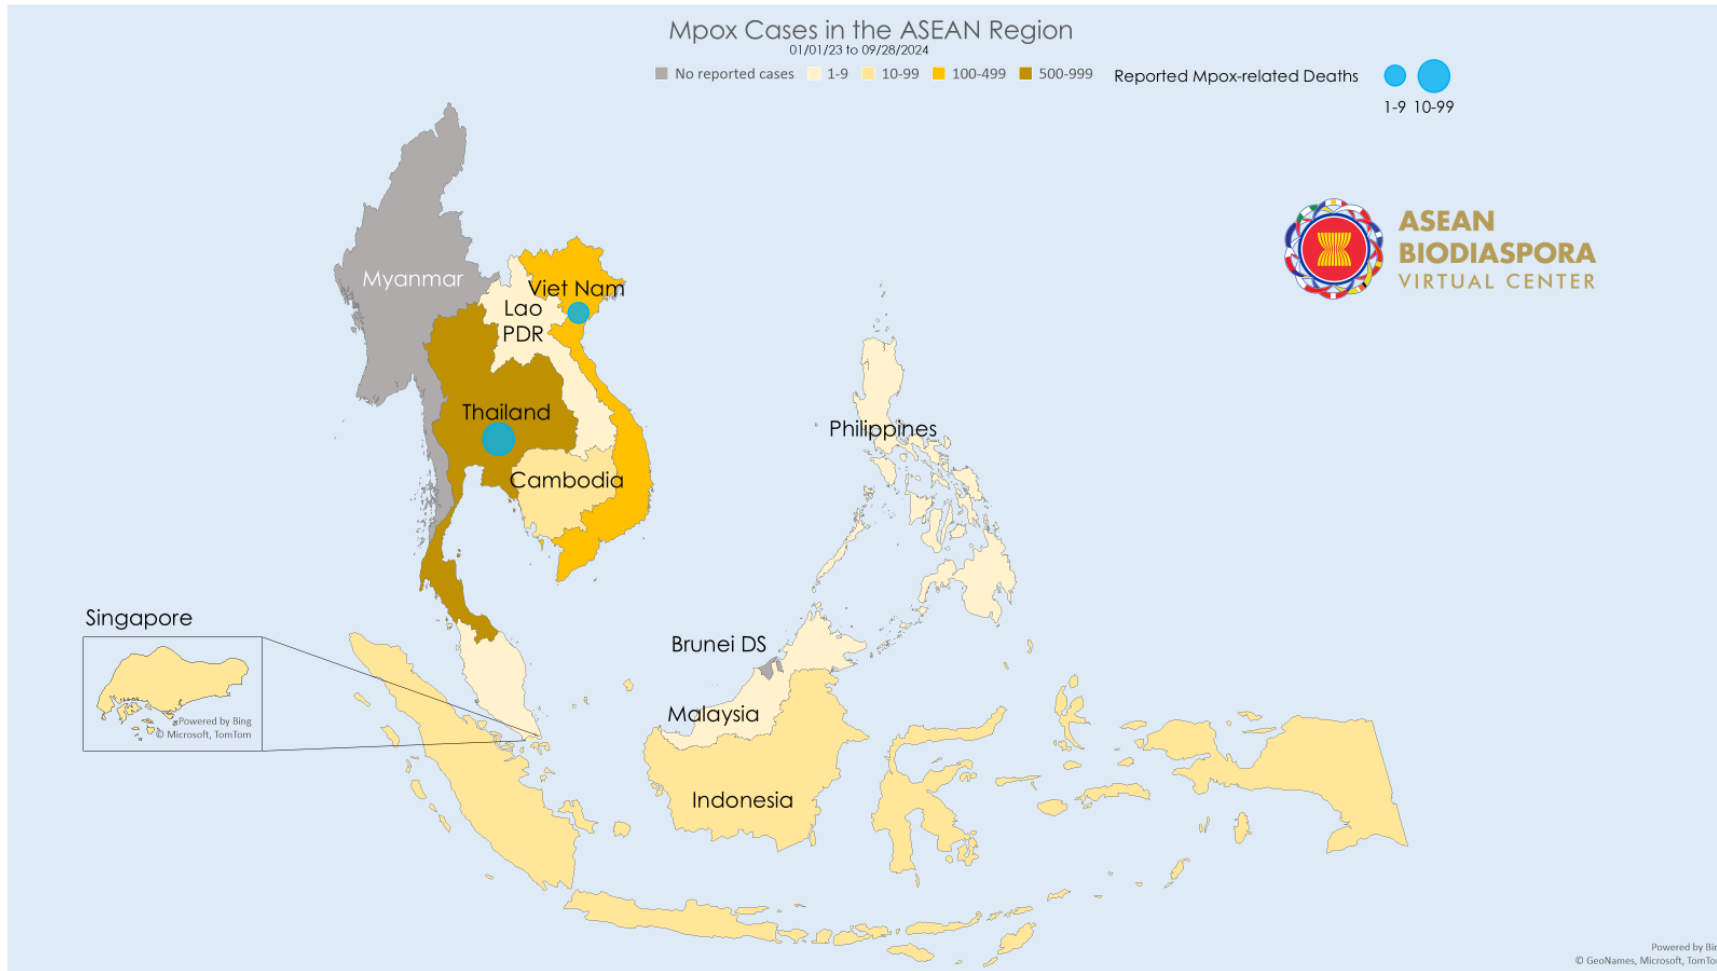 Mpox Cases in the ASEAN Region
01/01/23 to 09/28/2024
No reported cases 1-9 10-99 100-499 500-999 Reported Mpox-related Deaths
1-9 10-99
ASEAN
BIODIASPORA
VIRTUAL CENTER
Myanmar
Viet Nam
Lao
PDR
Thailand
Philippines
Cambodia
Singapore
Powered by Bing
© Microsoft, TomTom
Brunei DS
Malaysia
Indonesia
Powered by Bin
© GeoNames, Microsoft, TomTom